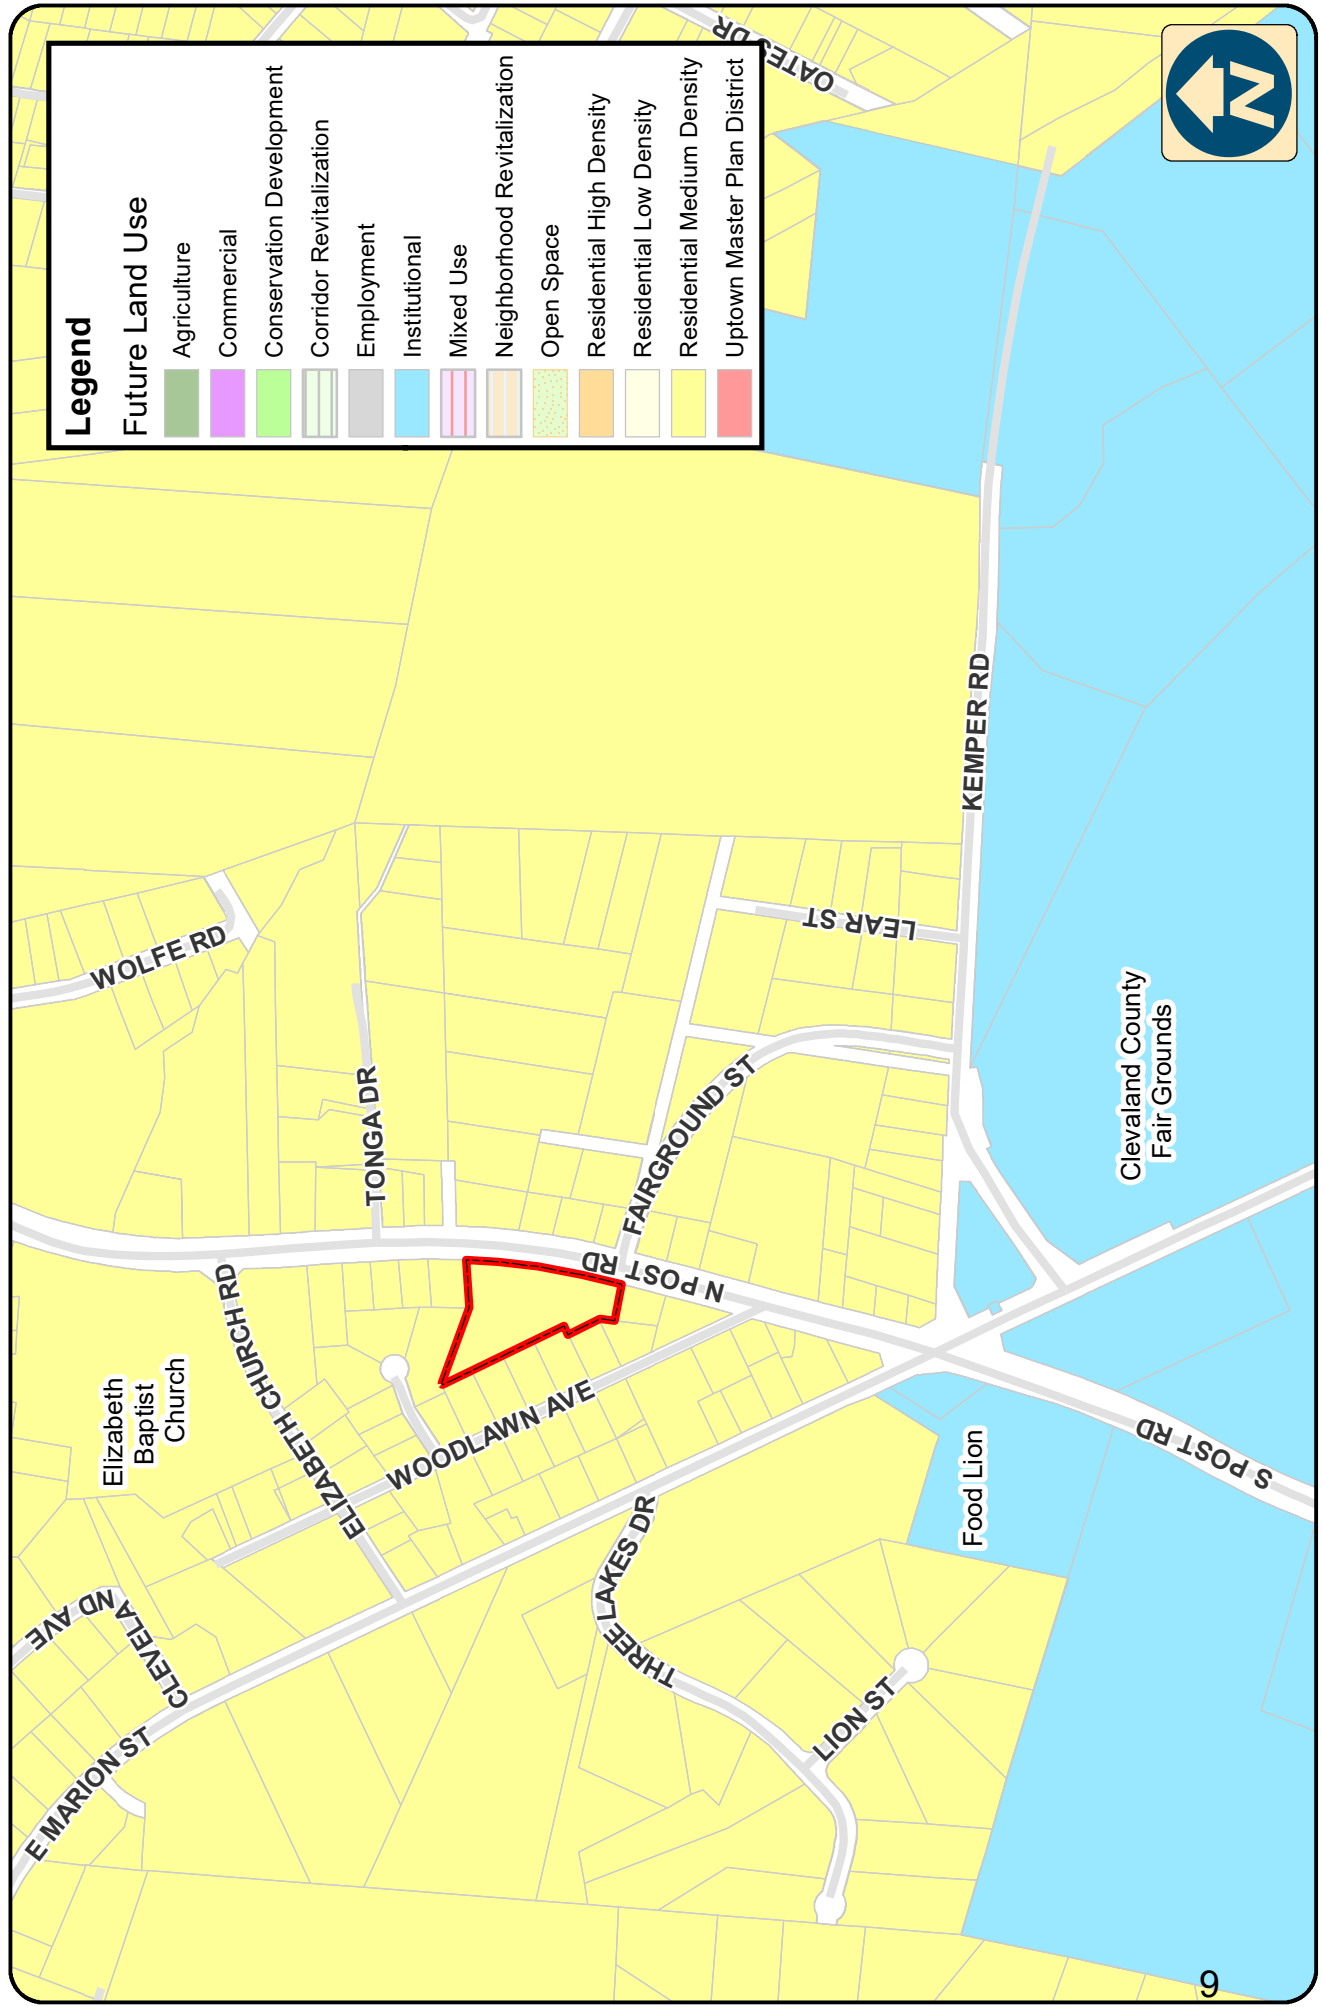 Legend
Future Land Use
Agriculture
Commercial
Conservation Development
Corridor Revitalization
Employment
Institutional
Mixed Use
Neighborhood Revitalization
Open Space
Residential High Density
Residential Low Density
Residential Medium Density
Uptown Master Plan District
OATES DR
N
WOLFE RD
TONGA DR
KEMPER RD
LEAR ST
FAIRGROUND ST
N POST RD
Clevaland County
Fair Grounds
ELIZABETH CHURCH RD
Elizabeth
Baptist
Church
WOODLAWN AVE
S POST RD
Food Lion
THREE LAKES DR
LION ST
CLEVELAND AVE
E MARION ST
9